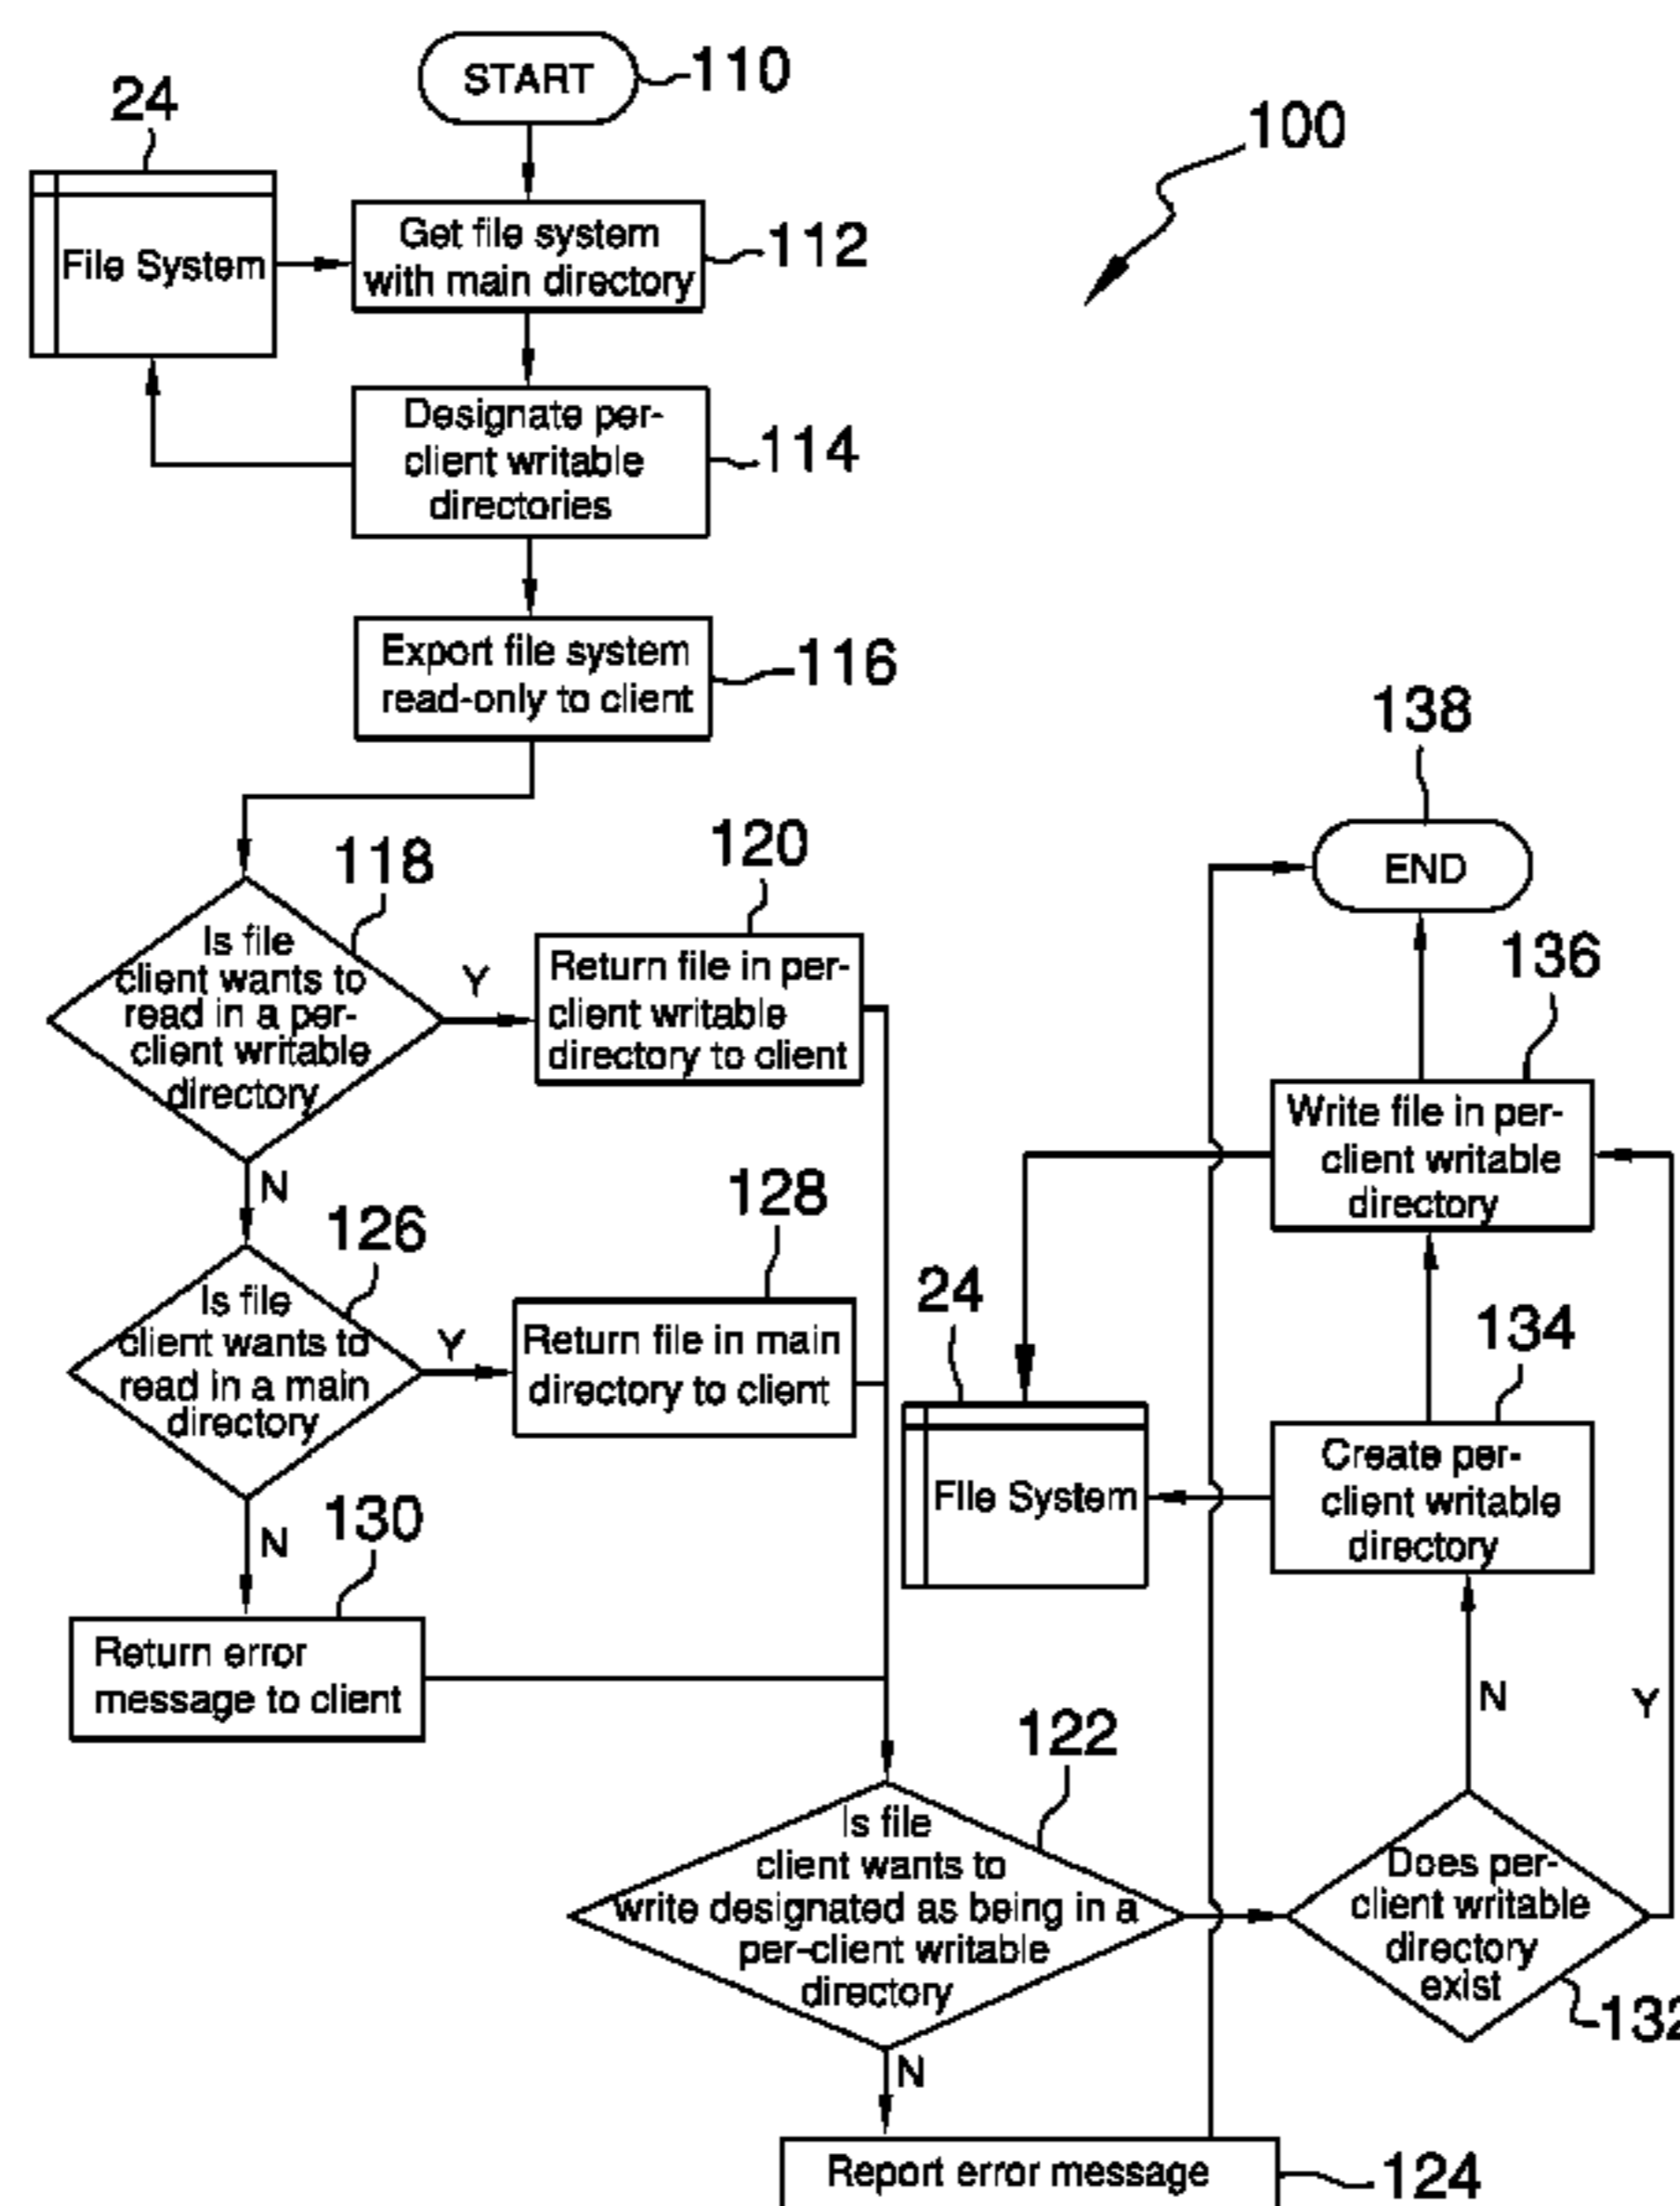 START
110
24
100
File System
Get file system
with main directory
112
Designate per-
client writable
directories
114
Export file system
read-only to client
116
138
END
118
Is file
client wants to
read in a per-
client writable
directory
Y
120
Return file in per-
client writable
directory to client
136
Write file in per-
client writable
directory
N
126
Is file
client wants to
read in a main
directory
Y
128
Return file in main
directory to client
24
File System
134
Create per-
client writable
directory
N
130
Return error
message to client
122
Is file
client wants to
write designated as being in a
per-client writable
directory
N
Y
Does per-
client writable
directory
exist
132
N
Report error message
124